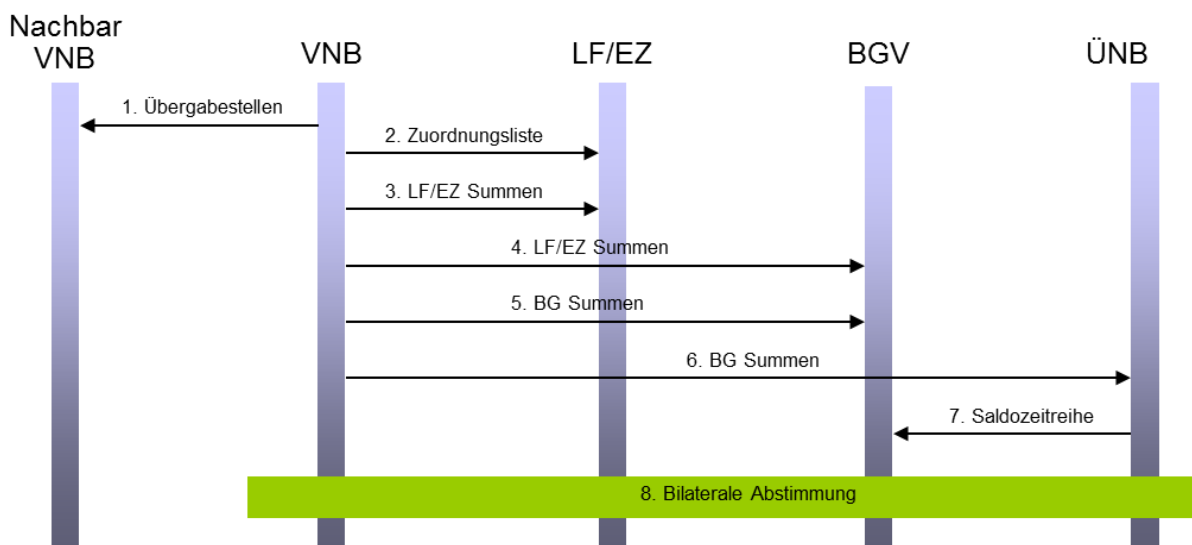 Nachbar
VNB
VNB
LF/EZ
BGV
ÜNB
1. Übergabestellen
2. Zuordnungsliste
3. LF/EZ Summen
4. LF/EZ Summen
5. BG Summen
6. BG Summen
7. Saldozeitreihe
8. Bilaterale Abstimmung